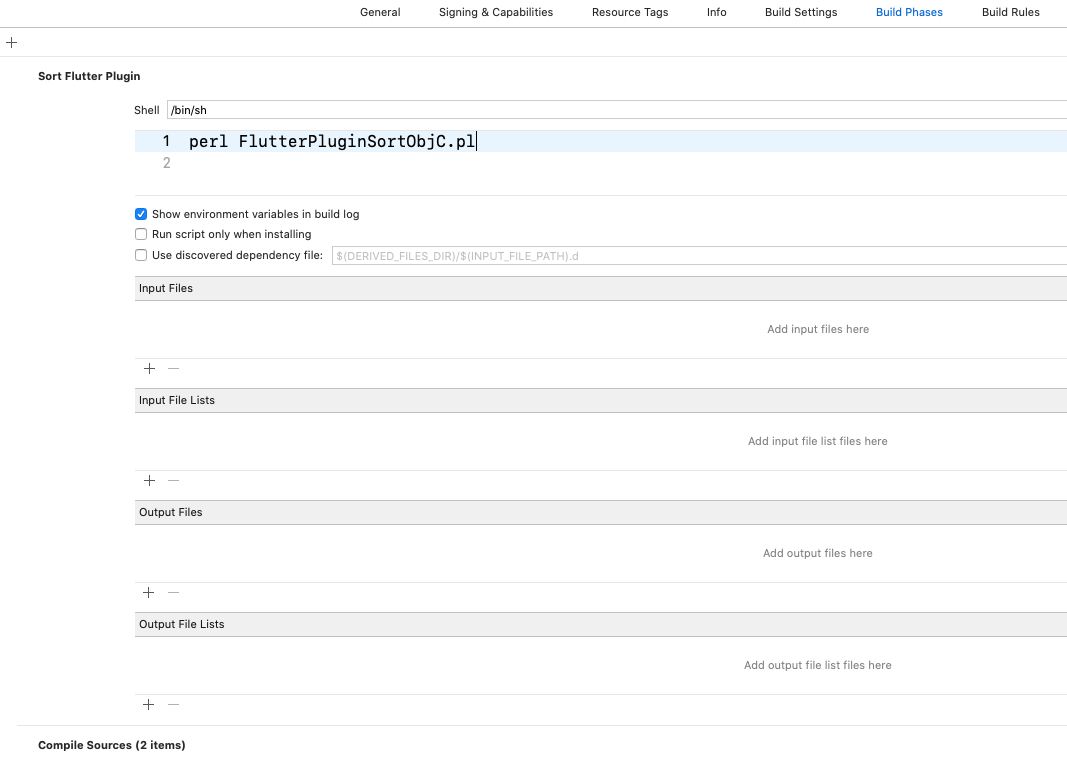 General Signing & Capabilities Resource Tags Info Build Settings Build Phases Build Rules
Sort Flutter Plugin
Shell /bin/sh
1 perl FlutterPluginSortObjC.pl
2
Show environment variables in build log
Run script only when installing
Use discovered dependency file: $(DERIVED_FILES_DIR)/$(INPUT_FILE_PATH).d
Input Files
Add input files here
Input File Lists
Add input file list files here
Output Files
Add output files here
Output File Lists
Add output file list files here
Compile Sources (2 items)